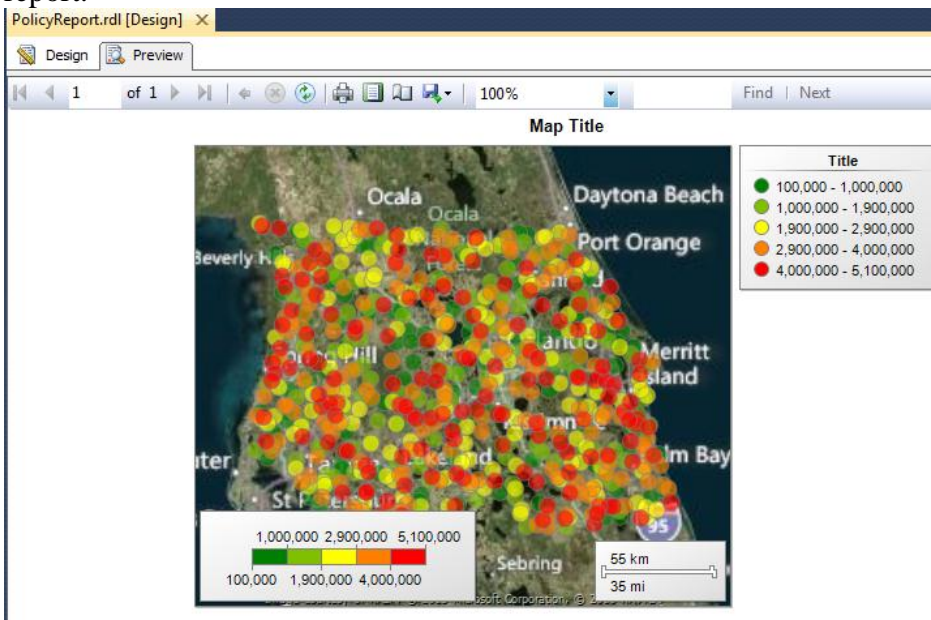 report.
PolicyReport.rdl [Design]
Design Preview
1 of 1 100% Find | Next
Map Title
Title
100,000 - 1,000,000
1,000,000 - 1,900,000
1,900,000 - 2,900,000
2,900,000 - 4,000,000
4,000,000 - 5,100,000
Ocala
Daytona Beach
Ocala
Port Orange
Beverly
Merritt
Island
St
Sebring
95
1,000,000 2,900,000 5,100,000
100,000 1,900,000 4,000,000
55 km
35 mi